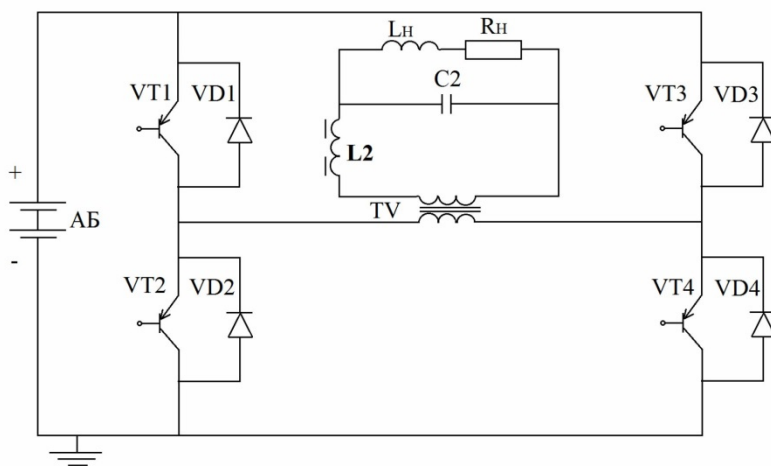 Lн
Rн
C2
VT1
VD1
VT3
VD3
L2
+
АБ
-
TV
VT2
VD2
VT4
VD4